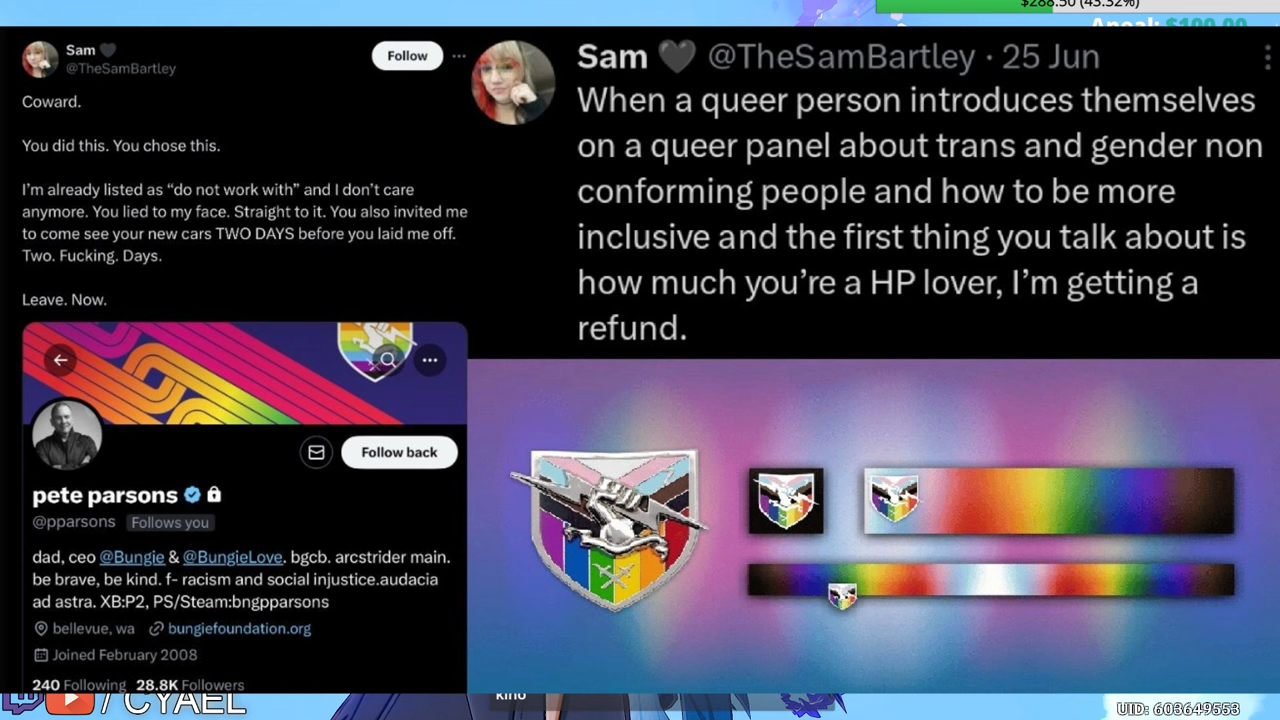 $288.50 (43.32%)
Sam
@TheSamBartley
Follow
Coward.
You did this. You chose this.
I'm already listed as “do not work with” and I don't care
anymore. You lied to my face. Straight to it. You also invited me
to come see your new cars TWO DAYS before you laid me off.
Two. Fucking. Days.
Leave. Now.
Follow back
pete parsons
@pparsons Follows you
dad, ceo @Bungie & @BungieLove. bgcb. arcstrider main.
be brave, be kind. f- racism and social injustice.audacia
ad astra. XB:P2, PS/Steam:bngpparsons
bellevue, wa bungiefoundation.org
Joined February 2008
240 Following 28.8K Followers
Sam @TheSamBartley · 25 Jun
When a queer person introduces themselves
on a queer panel about trans and gender non
conforming people and how to be more
inclusive and the first thing you talk about is
how much you're a HP lover, I'm getting a
refund.
/ CYAEL
UID: 603649553